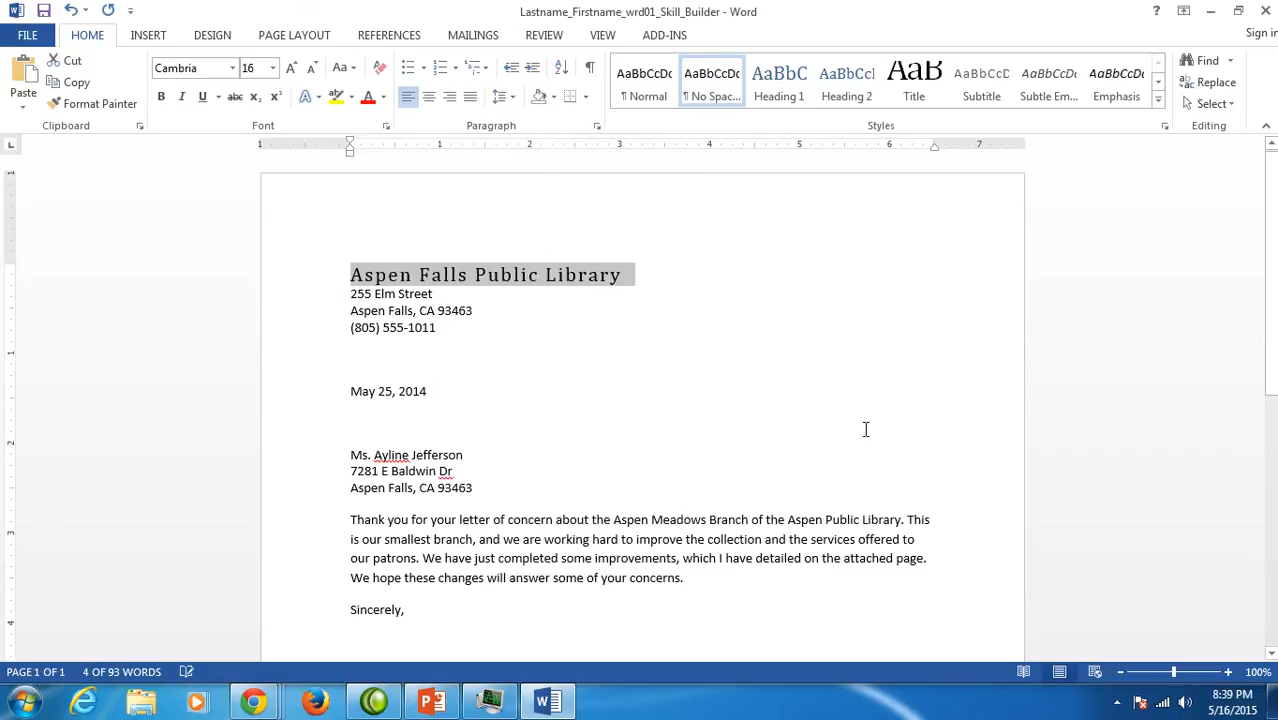 Lastname_Firstname_wrd01_Skill_Builder - Word
FILE HOME INSERT DESIGN PAGE LAYOUT REFERENCES MAILINGS REVIEW VIEW ADD-INS Sign in
Paste
Cut
Copy
Format Painter
Clipboard
Cambria 16
Font
Paragraph
AaBbCcDc AaBbCcDc AaBbC AaBbCcl AaB AaBbCcD AaBbCcDc AaBbCcDc
¶ Normal ¶ No Spac... Heading 1 Heading 2 Title Subtitle Subtle Em... Emphasis
Styles
Find
Replace
Select
Editing
1 1 2 3 4 5 6 7
Aspen Falls Public Library
255 Elm Street
Aspen Falls, CA 93463
(805) 555-1011
May 25, 2014
Ms. Ayline Jefferson
7281 E Baldwin Dr
Aspen Falls, CA 93463
Thank you for your letter of concern about the Aspen Meadows Branch of the Aspen Public Library. This
is our smallest branch, and we are working hard to improve the collection and the services offered to
our patrons. We have just completed some improvements, which I have detailed on the attached page.
We hope these changes will answer some of your concerns.
Sincerely,
PAGE 1 OF 1 4 OF 93 WORDS 100%
8:39 PM
5/16/2015